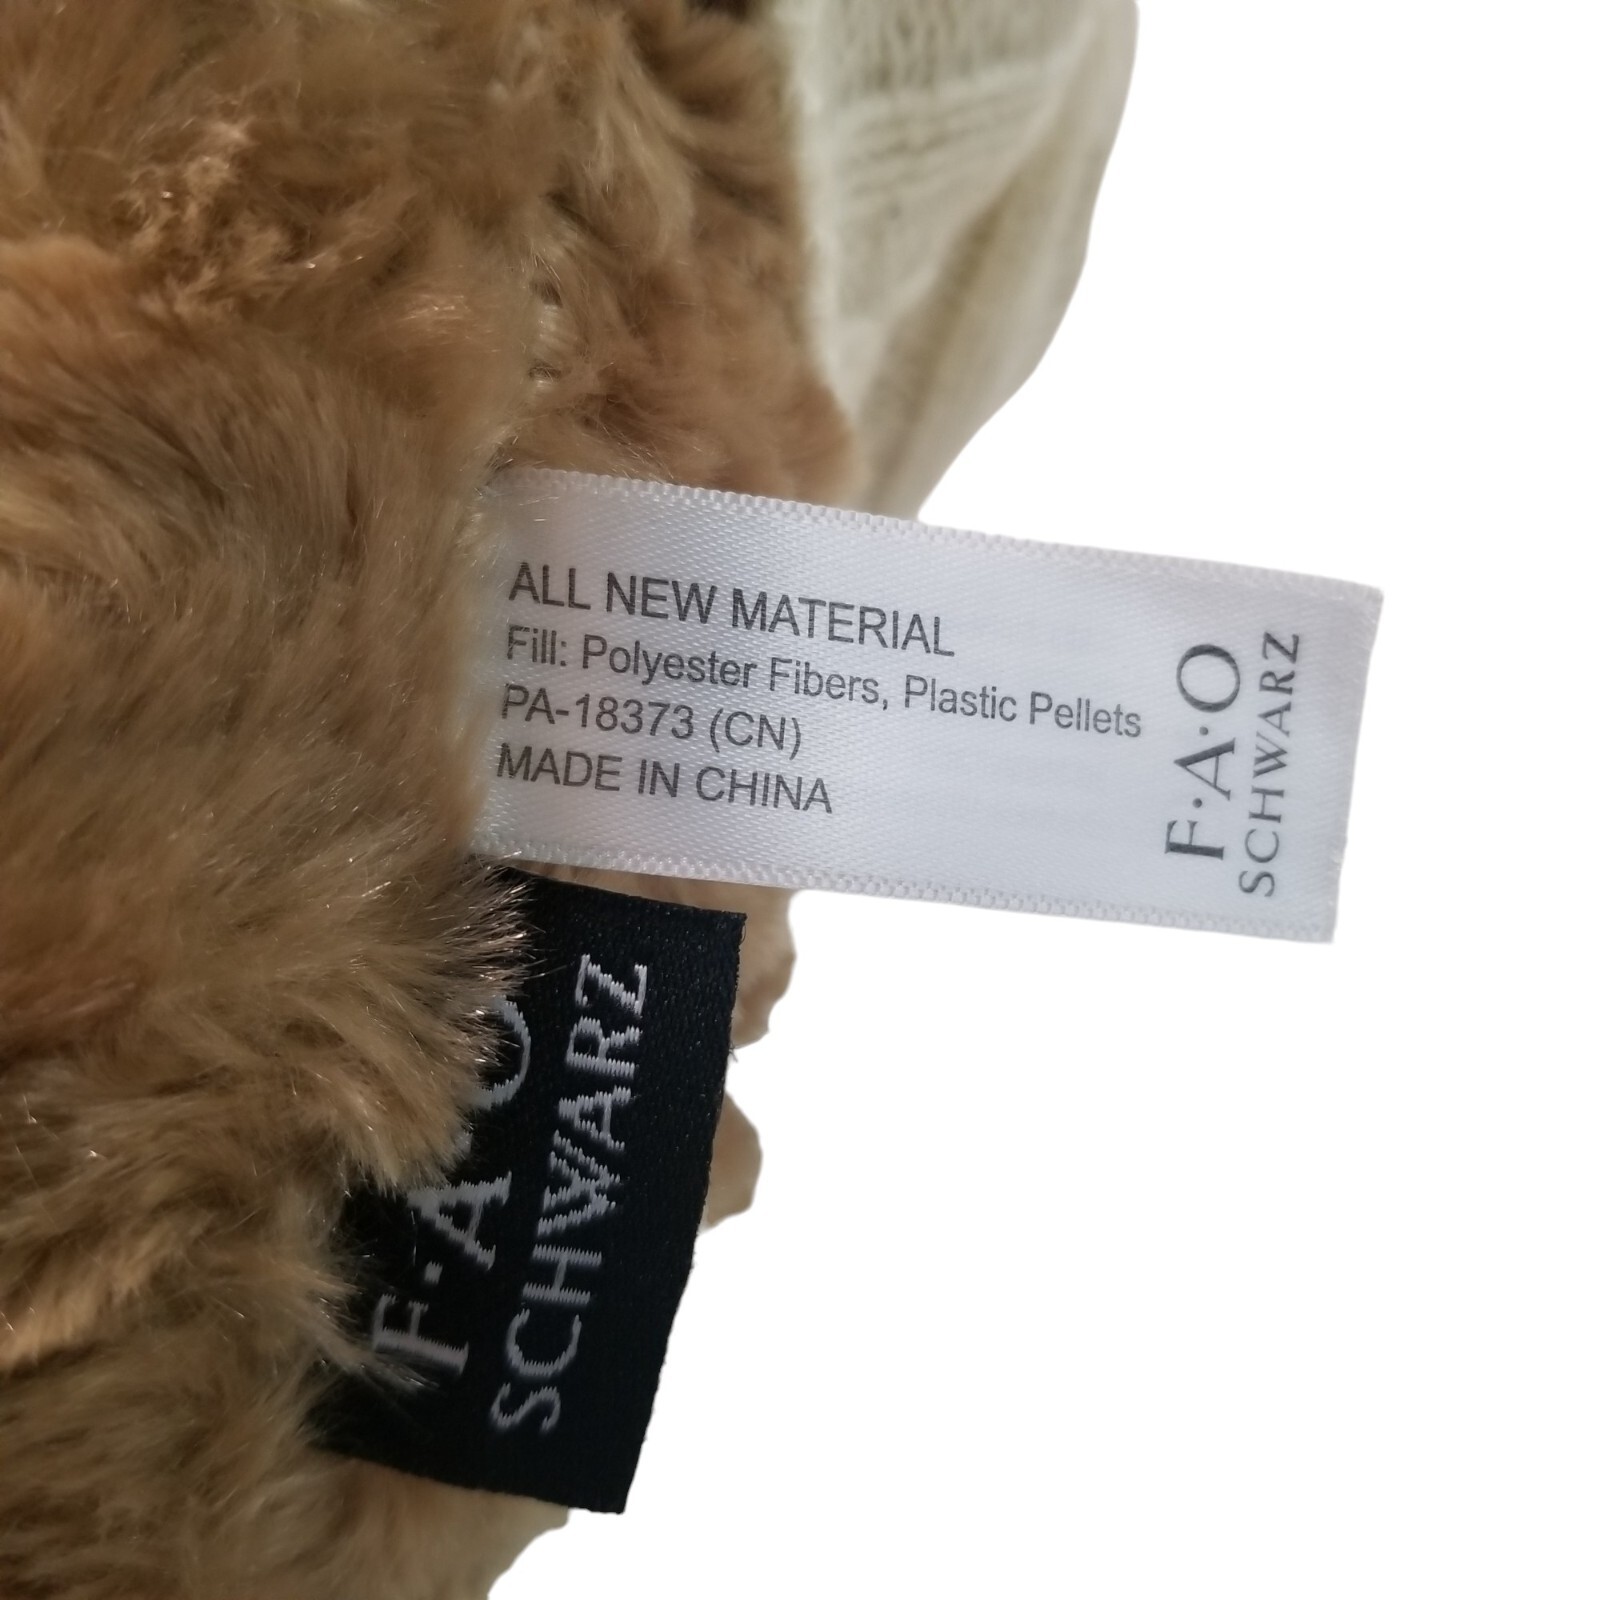 ALL NEW MATERIAL
Fill: Polyester Fibers, Plastic Pellets
PA-18373 (CN)
MADE IN CHINA
F·A·O
SCHWARZ
F·A·O
SCHWARZ